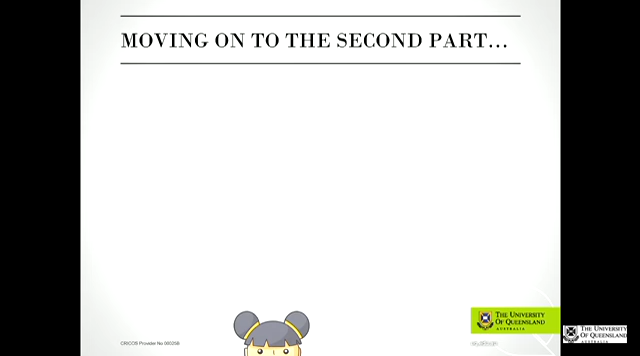 MOVING ON TO THE SECOND PART...
THE UNIVERSITY
OF QUEENSLAND
AUSTRALIA
CRICOS Provider No 00025B
THE UNIVERSITY
OF QUEENSLAND
AUSTRALIA